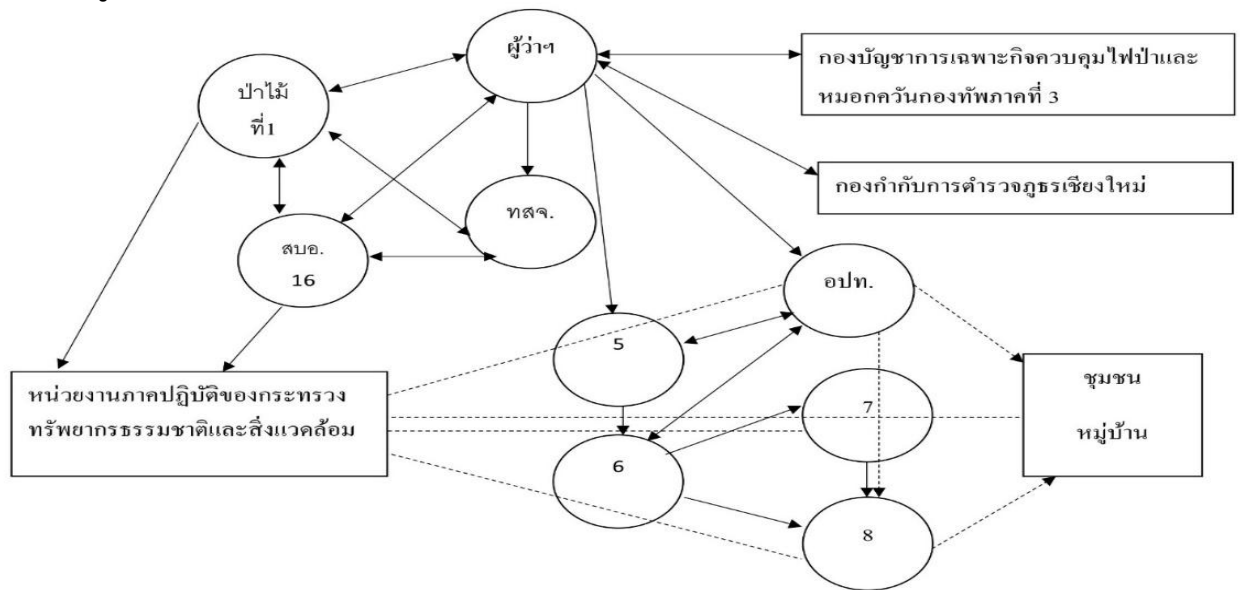 ผู้ว่าฯ
กองบัญชาการเฉพาะกิจควบคุมไฟป่าและ
หมอกควันกองทัพภาคที่ 3
ป่าไม้
ที่1
กองกำกับการตำรวจภูธรเชียงใหม่
ทสจ.
สบอ.
16
อปท.
5
ชุมชน
หมู่บ้าน
หน่วยงานภาคปฏิบัติของกระทรวง
ทรัพยากรธรรมชาติและสิ่งแวดล้อม
7
6
8